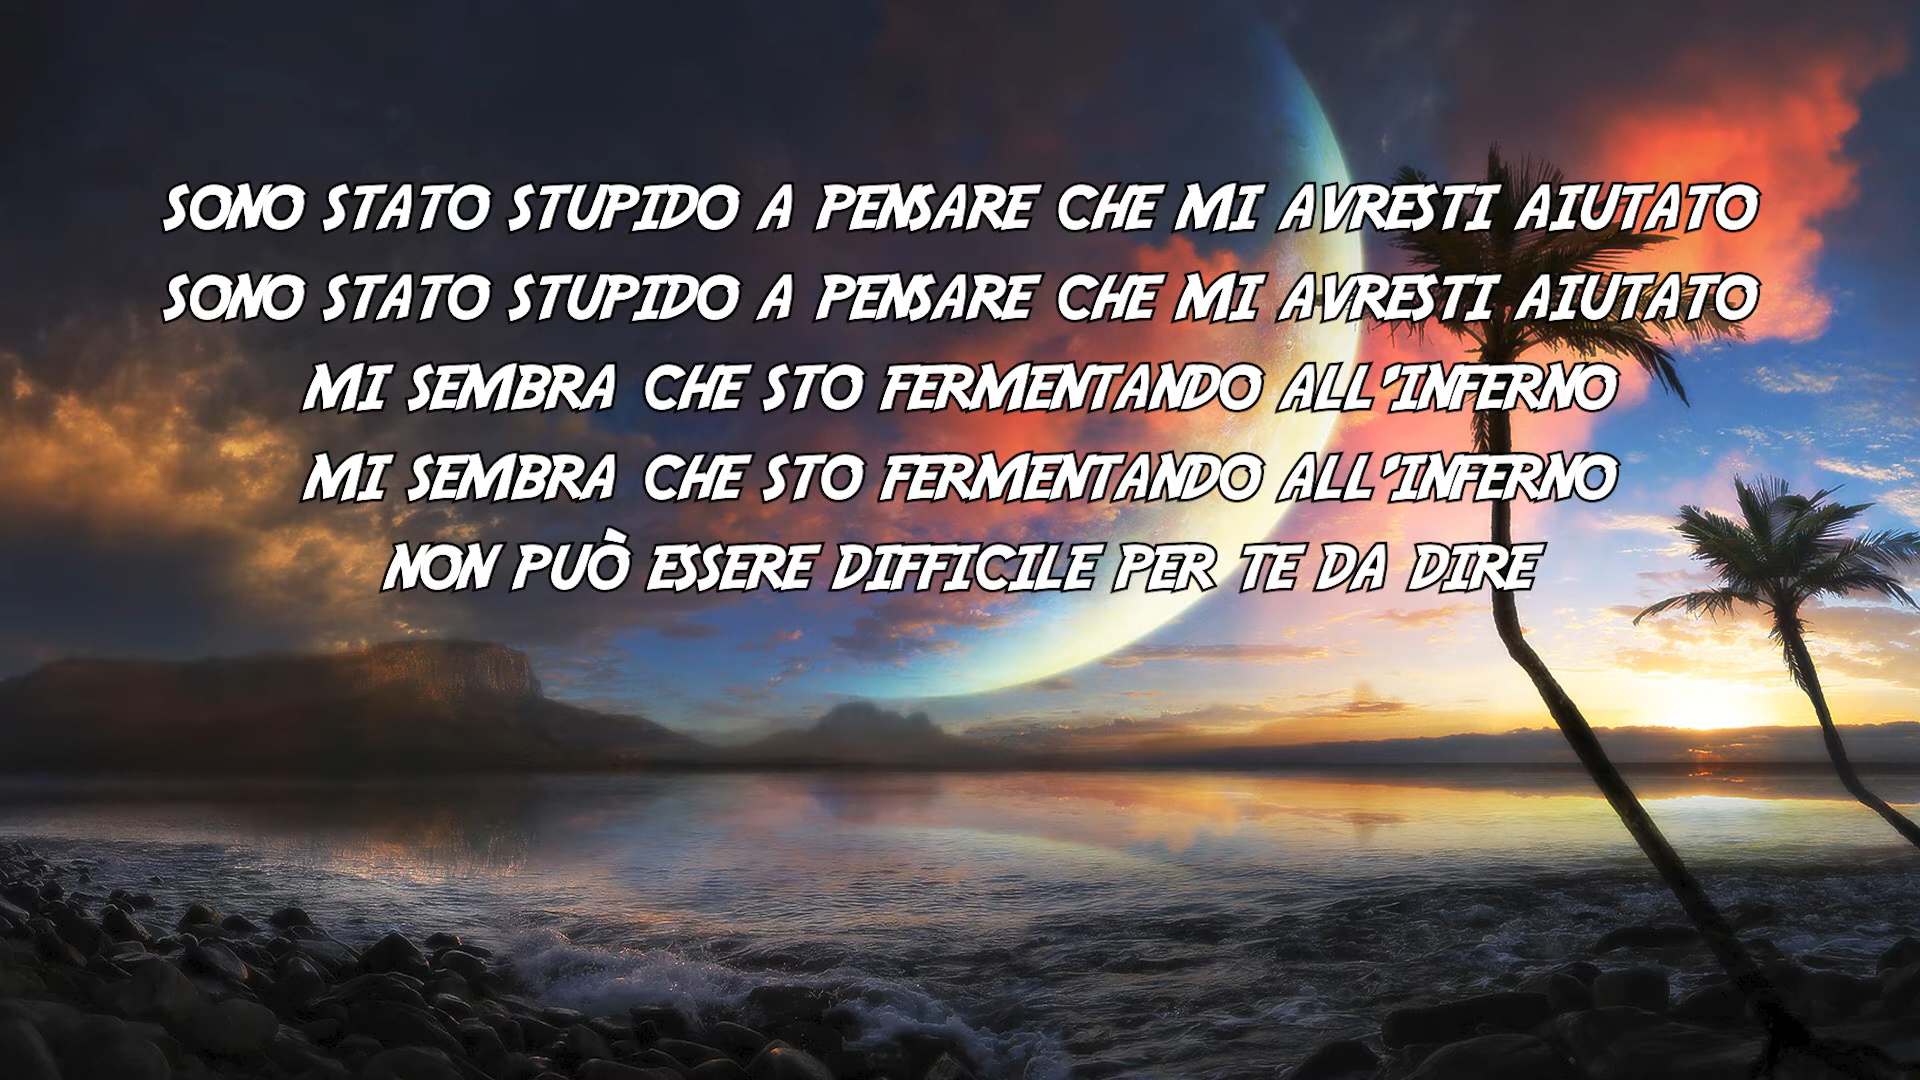 SONO STATO STUPIDO A PENSARE CHE MI AVRESTI AIUTATO
SONO STATO STUPIDO A PENSARE CHE MI AVRESTI AIUTATO
MI SEMBRA CHE STO FERMENTANDO ALL'INFERNO
MI SEMBRA CHE STO FERMENTANDO ALL'INFERNO
NON PUÒ ESSERE DIFFICILE PER TE DA DIRE